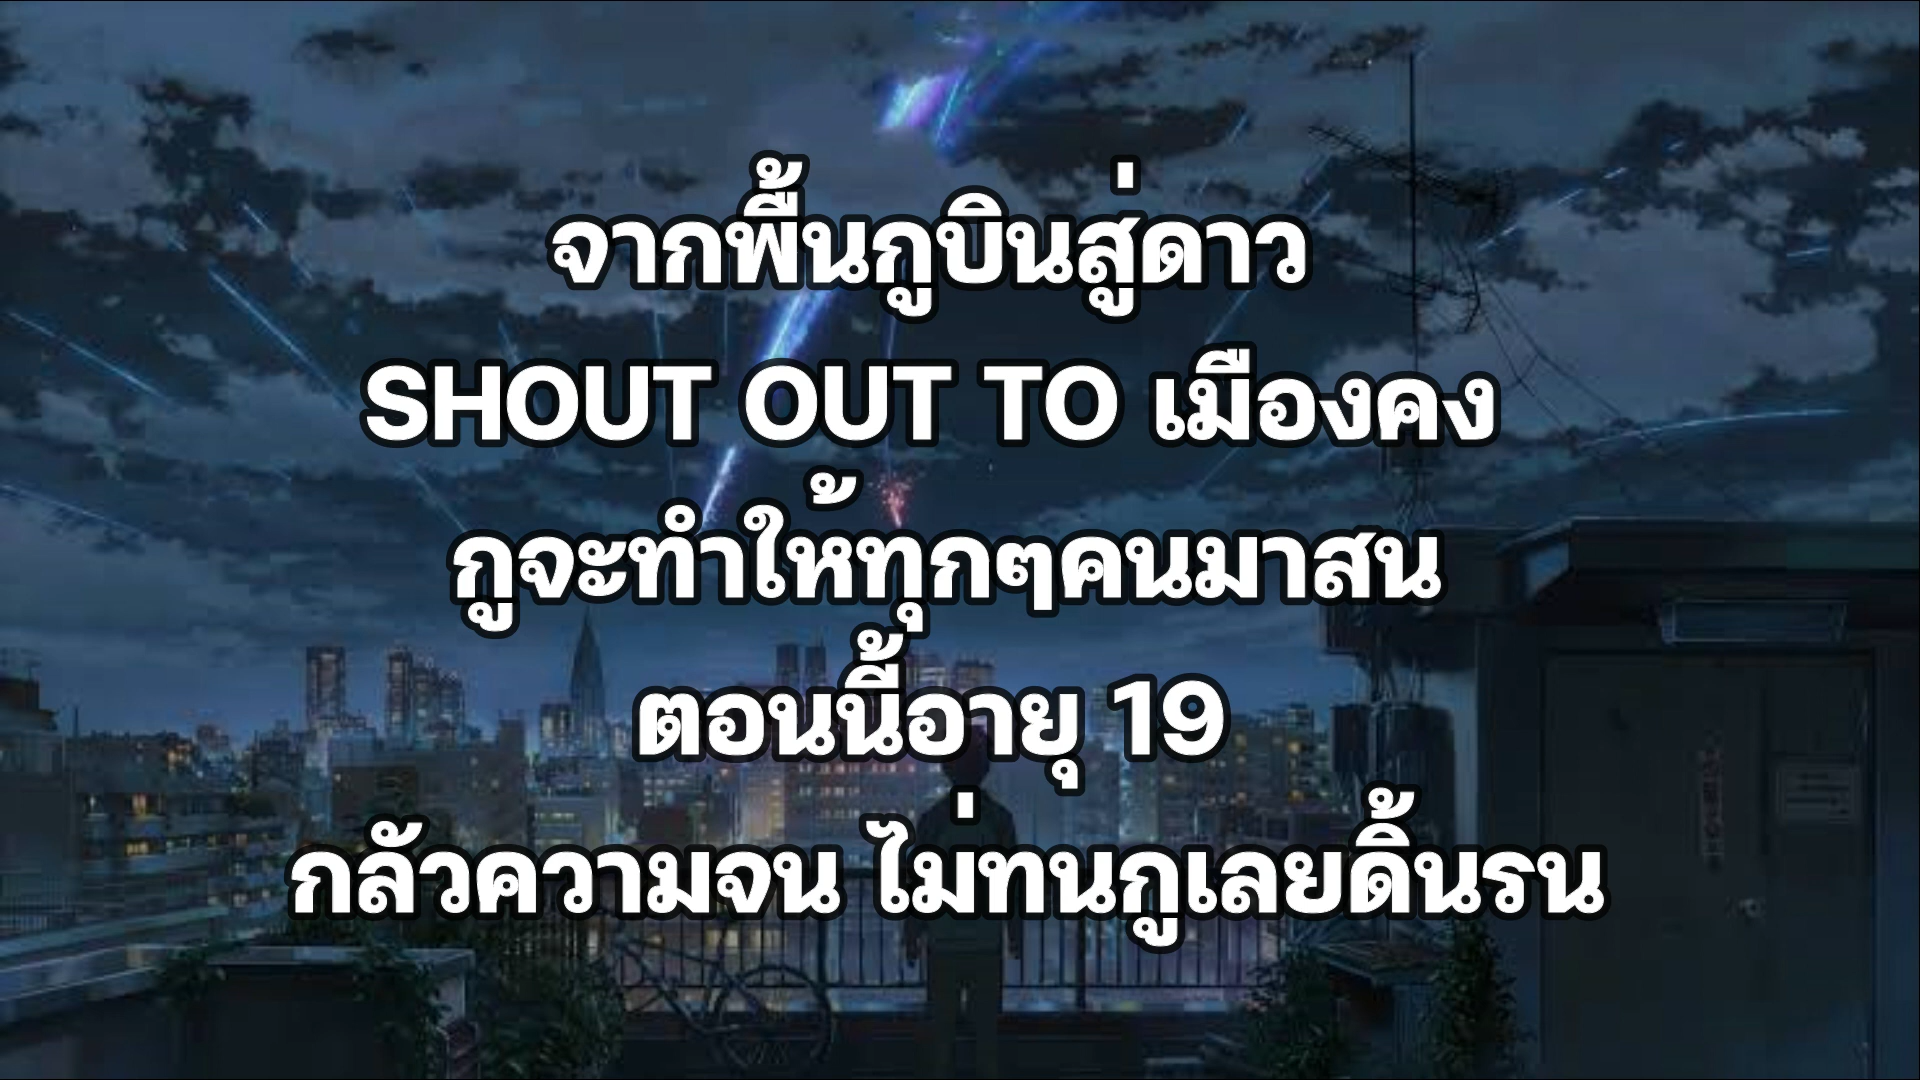 จากพื้นกูบินสู่ดาว
SHOUT OUT TO เมืองคง
กูจะทำให้ทุกๆคนมาสน
ตอนนี้อายุ 19
กลัวความจน ไม่ทนกูเลยดิ้นรน